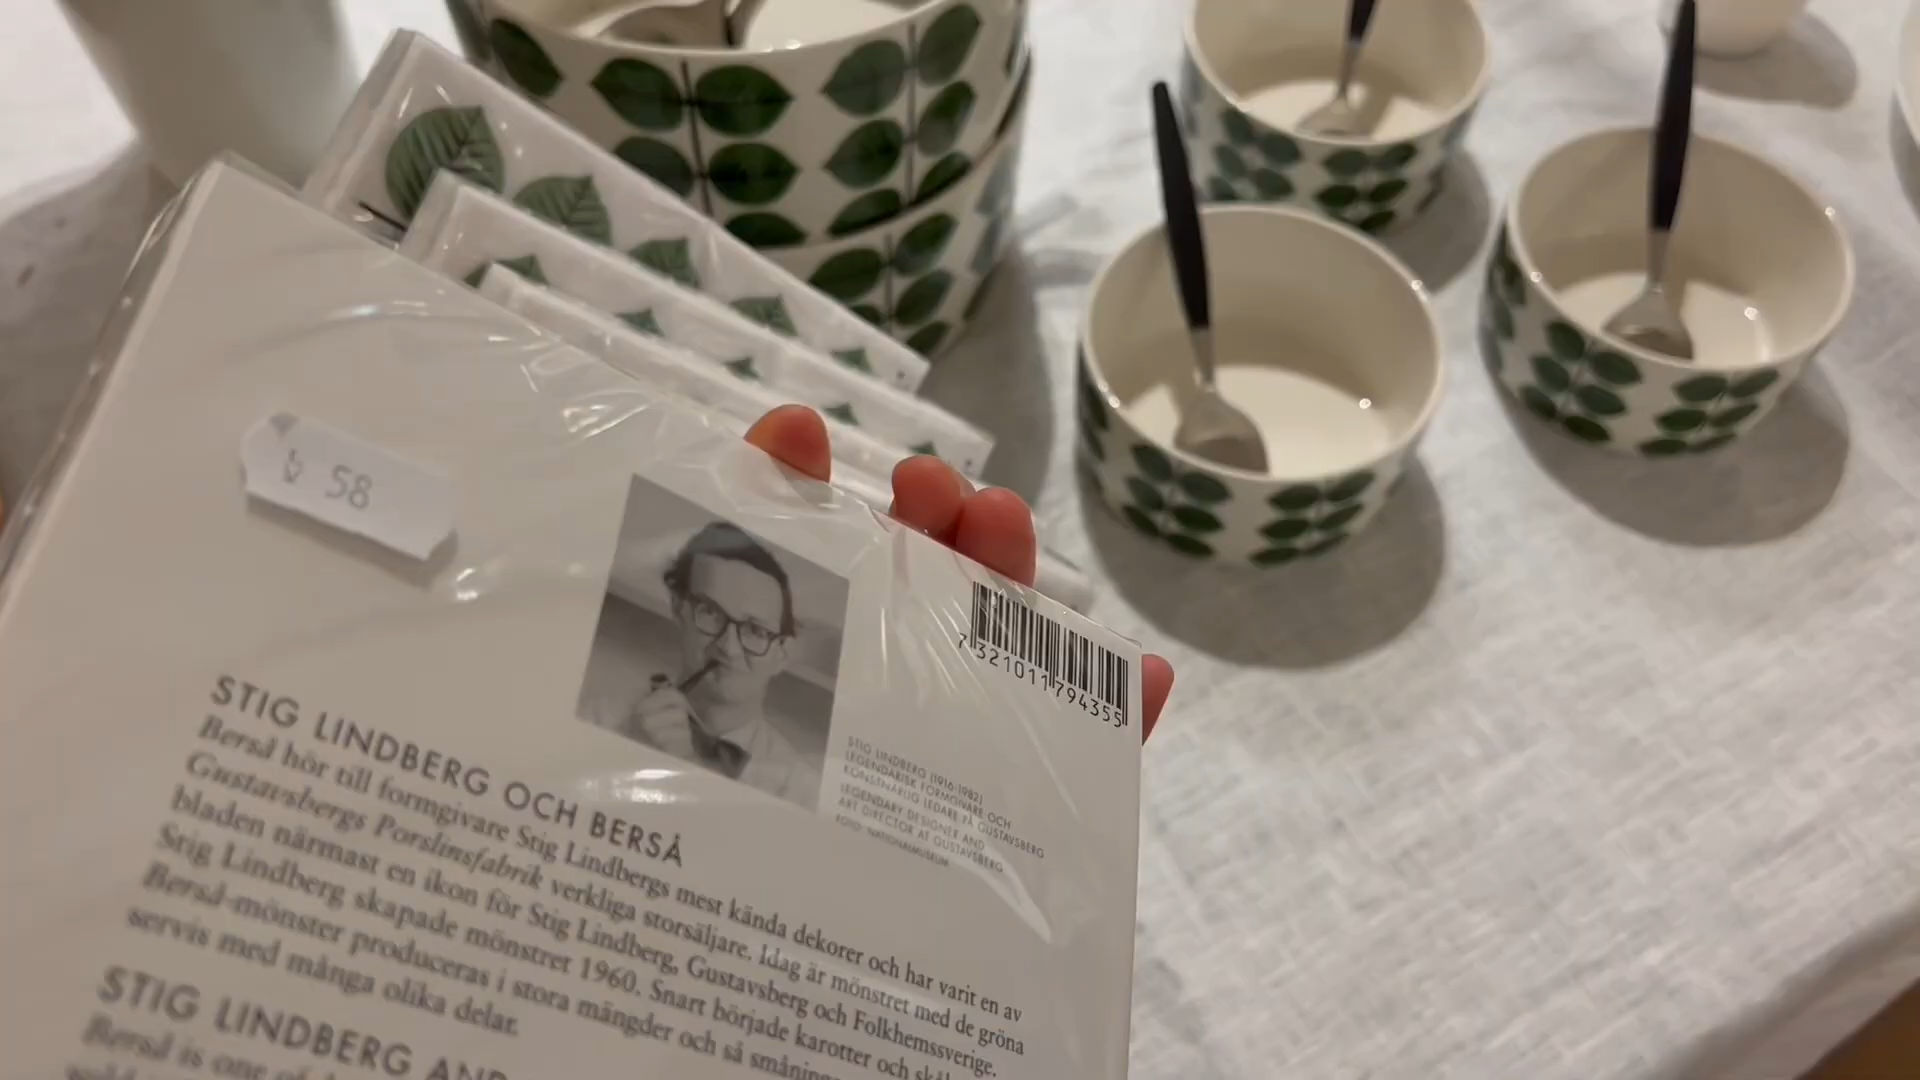 58
7321011794355
STIG LINDBERG (1916-1982)
LEGENDARISK FORMGIVARE OCH
KONSTNÄRLIG LEDARE PÅ GUSTAVSBERG
LEGENDARY DESIGNER AND
ART DIRECTOR AT GUSTAVSBERG
FOTO: NATIONALMUSEUM
STIG LINDBERG OCH BERSÅ
Berså hör till formgivare Stig Lindbergs mest kända dekorer och har varit en av
Gustavsbergs Porslinsfabrik verkliga storsäljare. Idag är mönstret med de gröna
bladen närmast en ikon för Stig Lindberg, Gustavsberg och Folkhemssverige.
Stig Lindberg skapade mönstret 1960. Snart började karotter och
Berså-mönster produceras i stora mängder och så
servis med många olika delar.
STIG LINDBERG AND
Berså is one of